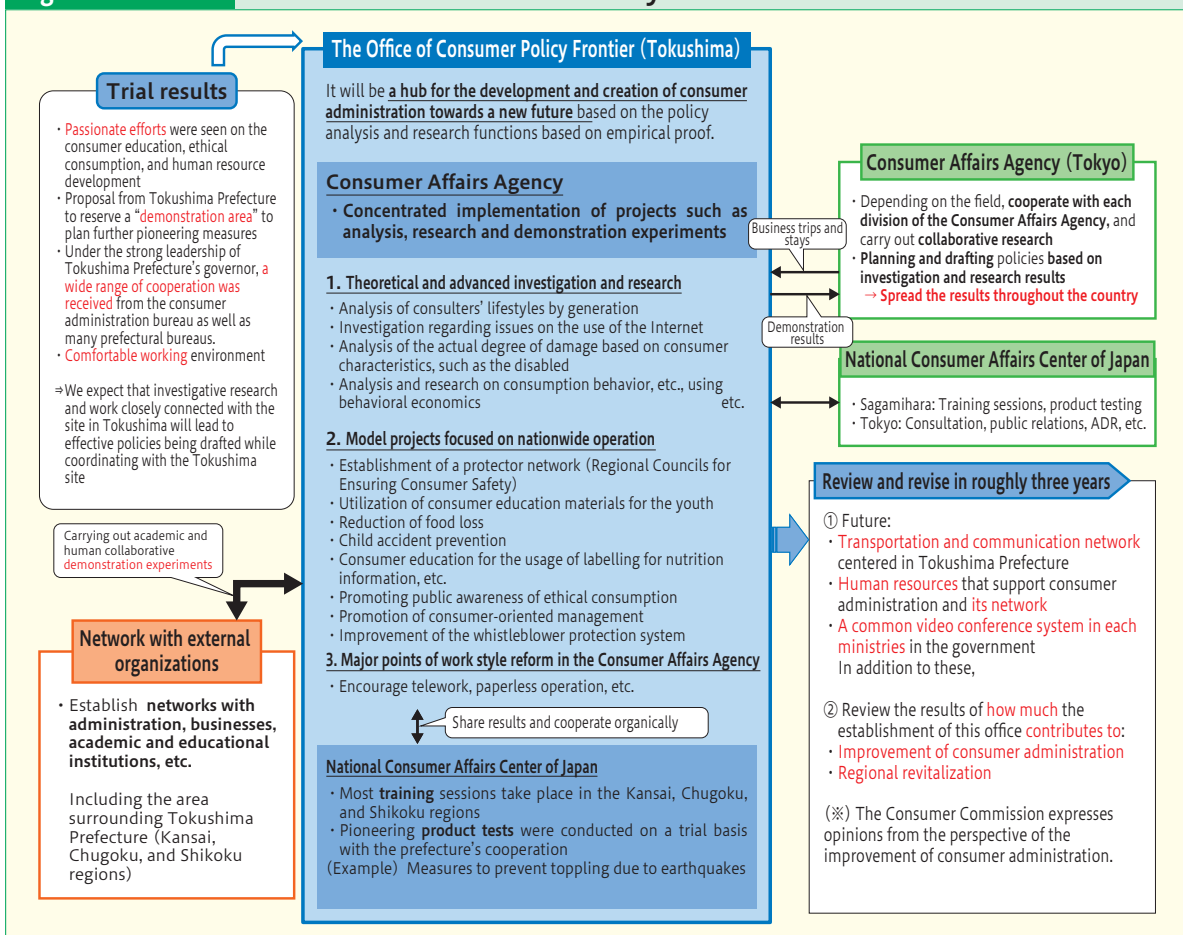 Trial results
・Passionate efforts were seen on the
consumer education, ethical
consumption, and human resource
development
・Proposal from Tokushima Prefecture
to reserve a “demonstration area” to
plan further pioneering measures
・Under the strong leadership of
Tokushima Prefecture's governor, a
wide range of cooperation was
received from the consumer
administration bureau as well as
many prefectural bureaus.
・Comfortable working environment
⇒We expect that investigative research
and work closely connected with the
site in Tokushima will lead to
effective policies being drafted while
coordinating with the Tokushima
site
Carrying out academic and
human collaborative
demonstration experiments
Network with external
organizations
・Establish networks with
administration, businesses,
academic and educational
institutions, etc.
Including the area
surrounding Tokushima
Prefecture (Kansai,
Chugoku, and Shikoku
regions)
The Office of Consumer Policy Frontier (Tokushima)
It will be a hub for the development and creation of consumer
administration towards a new future based on the policy
analysis and research functions based on empirical proof.
Consumer Affairs Agency
・Concentrated implementation of projects such as
analysis, research and demonstration experiments
1. Theoretical and advanced investigation and research
・Analysis of consulters' lifestyles by generation
・Investigation regarding issues on the use of the Internet
・Analysis of the actual degree of damage based on consumer
characteristics, such as the disabled
・Analysis and research on consumption behavior, etc., using
behavioral economics etc.
2. Model projects focused on nationwide operation
・Establishment of a protector network (Regional Councils for
Ensuring Consumer Safety)
・Utilization of consumer education materials for the youth
・Reduction of food loss
・Child accident prevention
・Consumer education for the usage of labelling for nutrition
information, etc.
・Promoting public awareness of ethical consumption
・Promotion of consumer-oriented management
・Improvement of the whistleblower protection system
3. Major points of work style reform in the Consumer Affairs Agency
・Encourage telework, paperless operation, etc.
Share results and cooperate organically
National Consumer Affairs Center of Japan
・Most training sessions take place in the Kansai, Chugoku,
and Shikoku regions
・Pioneering product tests were conducted on a trial basis
with the prefecture's cooperation
(Example) Measures to prevent toppling due to earthquakes
Business trips and
stays
Demonstration
results
Consumer Affairs Agency (Tokyo)
・Depending on the field, cooperate with each
division of the Consumer Affairs Agency, and
carry out collaborative research
・Planning and drafting policies based on
investigation and research results
→ Spread the results throughout the country
National Consumer Affairs Center of Japan
・Sagamihara: Training sessions, product testing
・Tokyo: Consultation, public relations, ADR, etc.
Review and revise in roughly three years
① Future:
・Transportation and communication network
centered in Tokushima Prefecture
・Human resources that support consumer
administration and its network
・A common video conference system in each
ministries in the government
In addition to these,
② Review the results of how much the
establishment of this office contributes to:
・Improvement of consumer administration
・Regional revitalization
(※) The Consumer Commission expresses
opinions from the perspective of the
improvement of consumer administration.